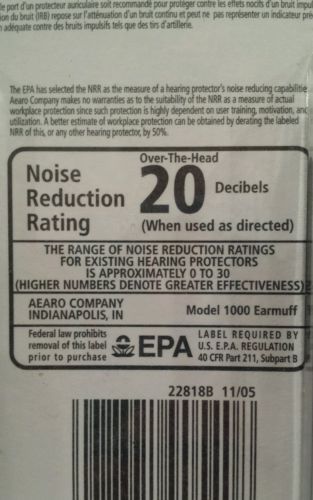 le port d'un protecteur auriculaire soit recommandé pour protéger contre les effets nocifs d'un bruit impul
ion du bruit (IRB) repose sur l'atténuation d'un bruit continu et peut ne pas représenter un indicateur pré
n adéquate contre des bruits impulsifs tels que des tirs d'artillerie.
The EPA has selected the NRR as the measure of a hearing protector's noise reducing capabilitie
Aearo Company makes no warranties as to the suitability of the NRR as a measure of actual
workplace protection since such protection is highly dependent on user training, motivation, and
utilization. A better estimate of workplace protection can be obtained by derating the labeled
NRR of this, or any other hearing protector, by 50%.
Noise
Reduction
Rating
Over-The-Head
20 Decibels
(When used as directed)
THE RANGE OF NOISE REDUCTION RATINGS
FOR EXISTING HEARING PROTECTORS
IS APPROXIMATELY 0 TO 30
(HIGHER NUMBERS DENOTE GREATER EFFECTIVENESS)
AEARO COMPANY
INDIANAPOLIS, IN
Model 1000 Earmuff
Federal law prohibits
removal of this label
prior to purchase
EPA
LABEL REQUIRED BY
U.S. E.P.A. REGULATION
40 CFR Part 211, Subpart B
22818B 11/05